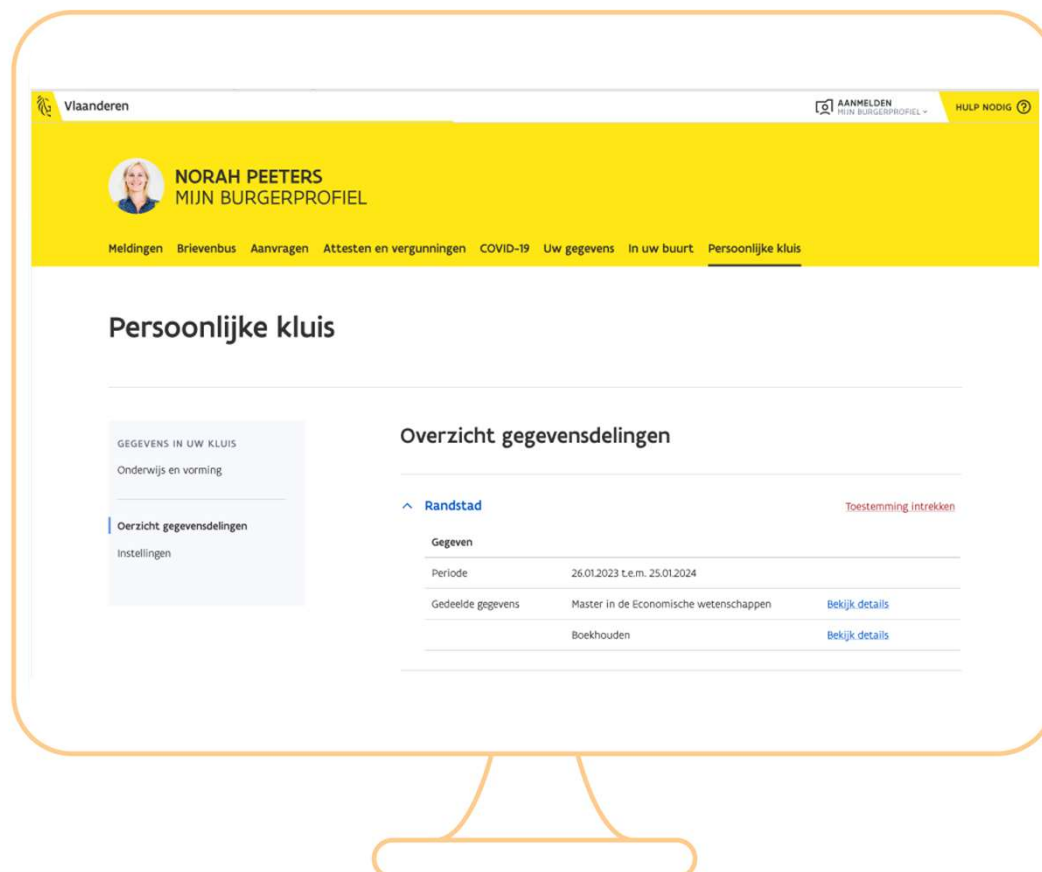 Vlaanderen
AANMELDEN
MIJN BURGERPROFIEL
HULP NODIG ?
NORAH PEETERS
MIJN BURGERPROFIEL
Meldingen Brievenbus Aanvragen Attesten en vergunningen COVID-19 Uw gegevens In uw buurt Persoonlijke kluis
Persoonlijke kluis
GEGEVENS IN UW KLUIS
Onderwijs en vorming
Oerzicht gegevensdelingen
Instellingen
Overzicht gegevensdelingen
Randstad Toestemming intrekken
Gegeven
Periode 26.01.2023 t.e.m. 25.01.2024
Gedeelde gegevens Master in de Economische wetenschappen Bekijk details
Boekhouden Bekijk details